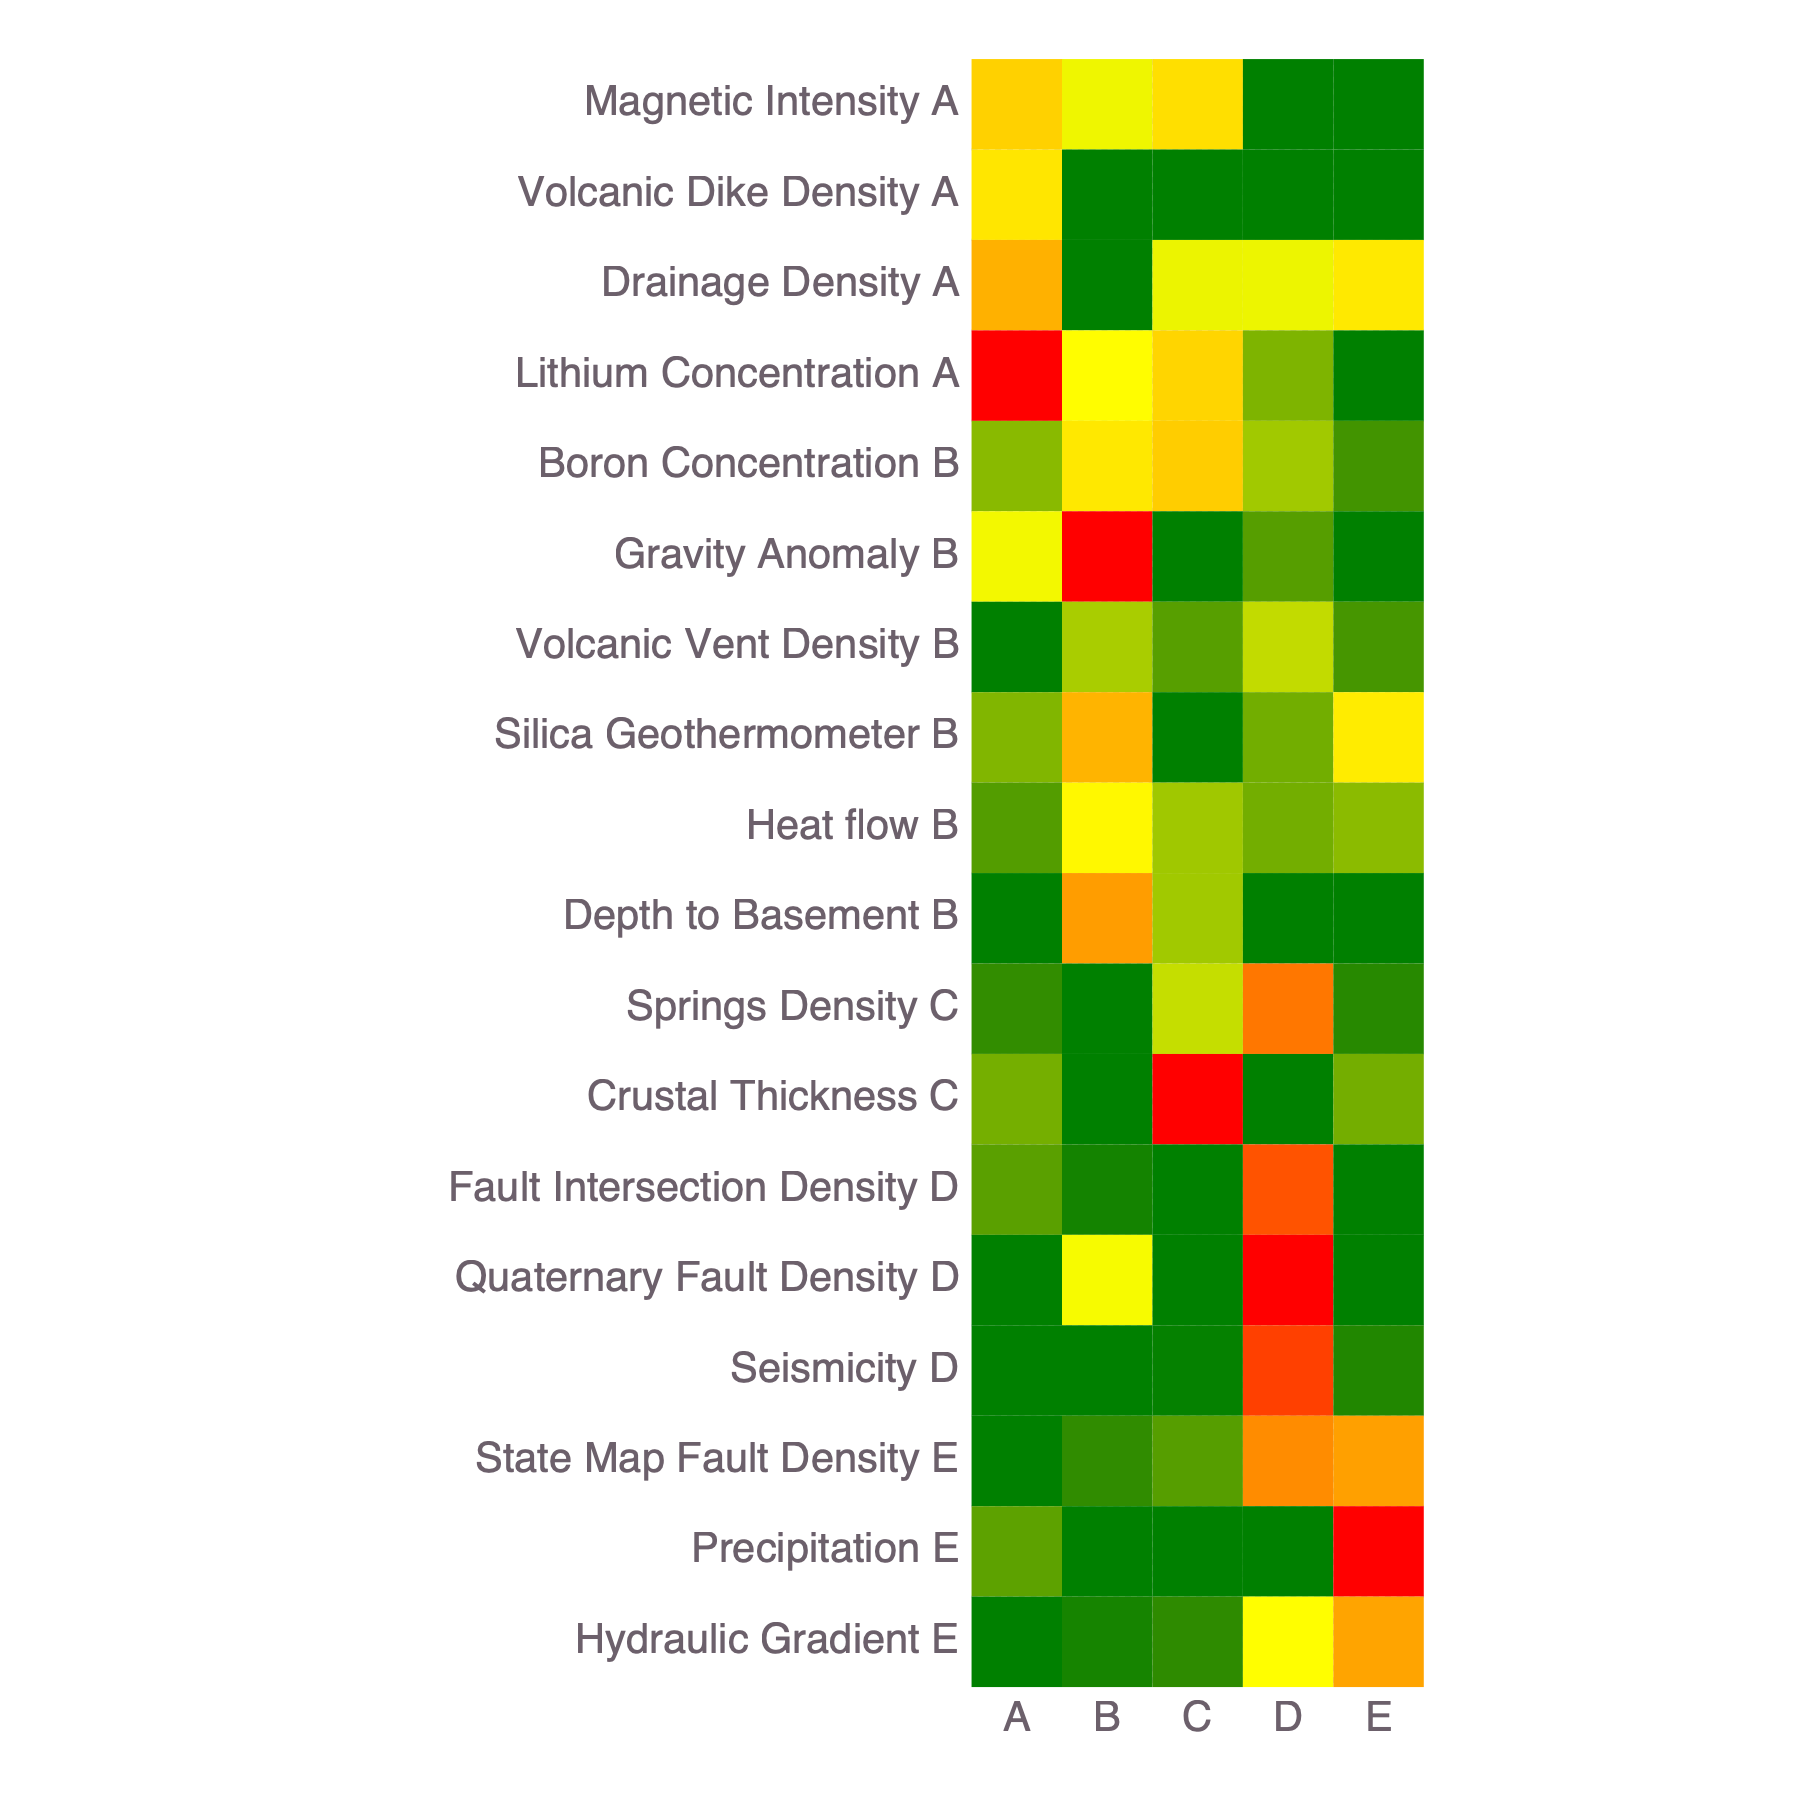 Magnetic Intensity A
Volcanic Dike Density A
Drainage Density A
Lithium Concentration A
Boron Concentration B
Gravity Anomaly B
Volcanic Vent Density B
Silica Geothermometer B
Heat flow B
Depth to Basement B
Springs Density C
Crustal Thickness C
Fault Intersection Density D
Quaternary Fault Density D
Seismicity D
State Map Fault Density E
Precipitation E
Hydraulic Gradient E
A B C D E